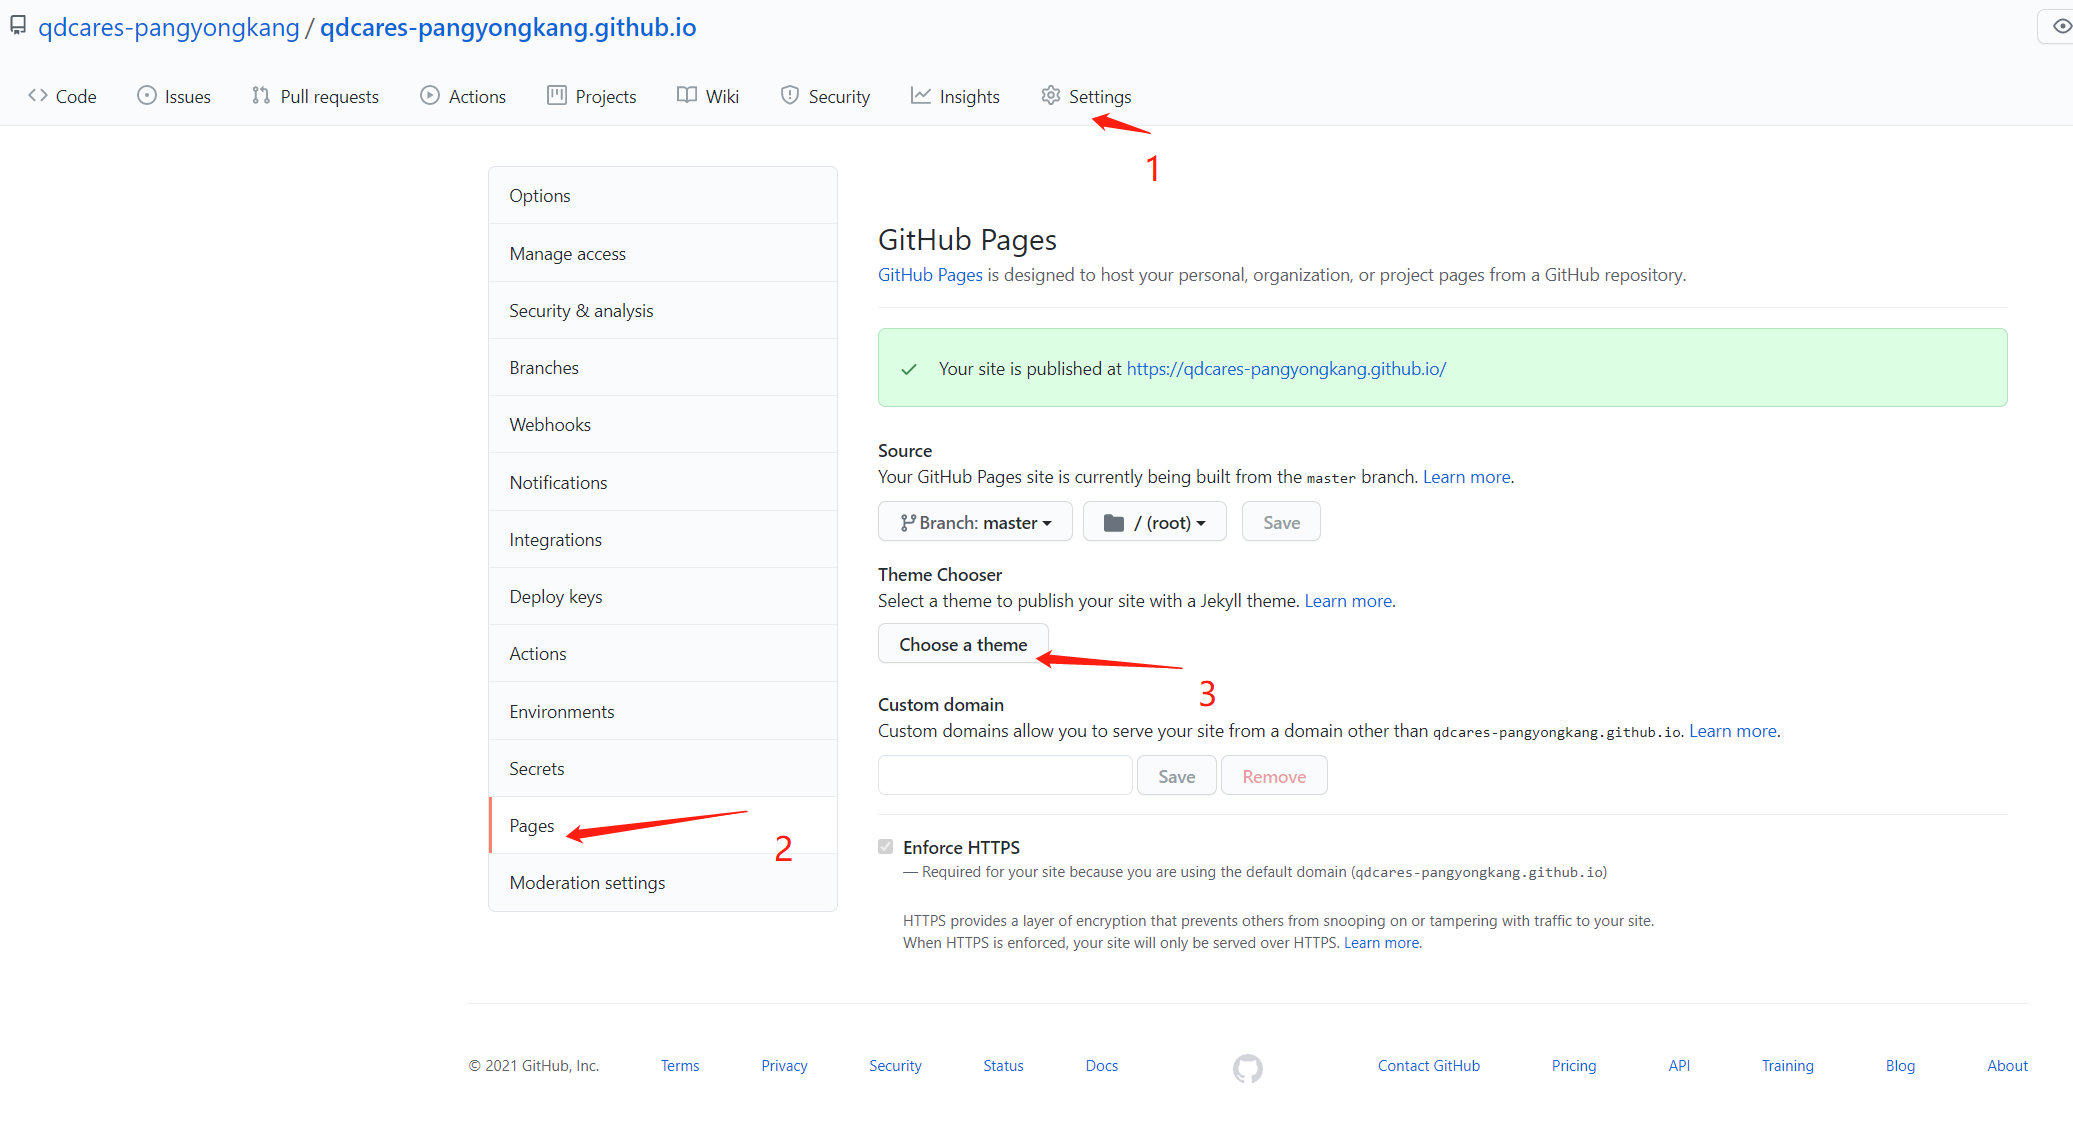 qdcares-pangyongkang / qdcares-pangyongkang.github.io
Code Issues Pull requests Actions Projects Wiki Security Insights Settings
1
Options
Manage access
Security & analysis
Branches
Webhooks
Notifications
Integrations
Deploy keys
Actions
Environments
Secrets
Pages
2
Moderation settings
GitHub Pages
GitHub Pages is designed to host your personal, organization, or project pages from a GitHub repository.
Your site is published at https://qdcares-pangyongkang.github.io/
Source
Your GitHub Pages site is currently being built from the master branch. Learn more.
Branch: master / (root) Save
Theme Chooser
Select a theme to publish your site with a Jekyll theme. Learn more.
Choose a theme
3
Custom domain
Custom domains allow you to serve your site from a domain other than qdcares-pangyongkang.github.io. Learn more.
Save Remove
Enforce HTTPS
— Required for your site because you are using the default domain (qdcares-pangyongkang.github.io)
HTTPS provides a layer of encryption that prevents others from snooping on or tampering with traffic to your site.
When HTTPS is enforced, your site will only be served over HTTPS. Learn more.
© 2021 GitHub, Inc. Terms Privacy Security Status Docs Contact GitHub Pricing API Training Blog About